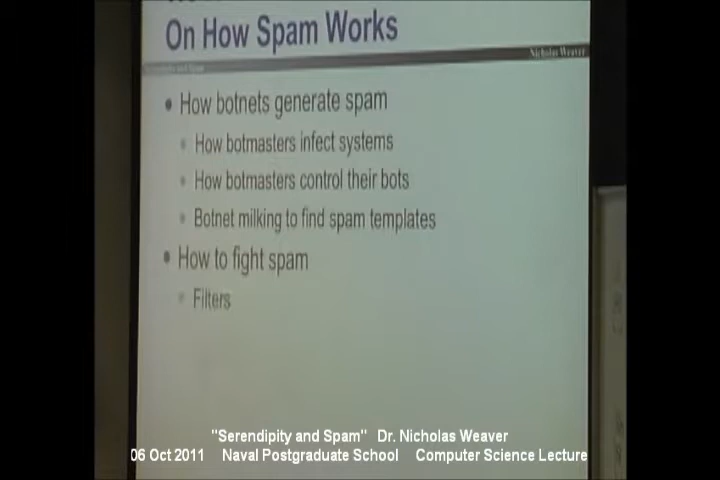 On How Spam Works
Nicholas Weaver
• How botnets generate spam
• How botmasters infect systems
• How botmasters control their bots
• Botnet milking to find spam templates
• How to fight spam
• Filters
"Serendipity and Spam" Dr. Nicholas Weaver
06 Oct 2011 Naval Postgraduate School Computer Science Lecture